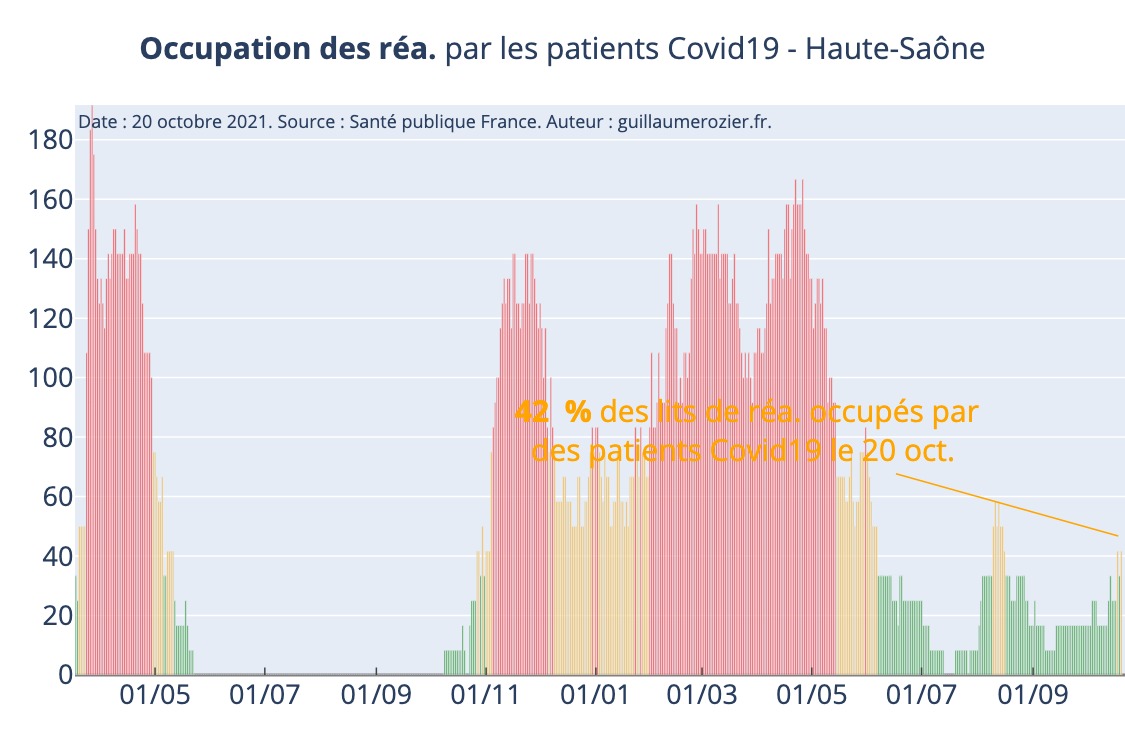 Occupation des réa. par les patients Covid19 - Haute-Saône
Date : 20 octobre 2021. Source : Santé publique France. Auteur : guillaumerozier.fr.
180
160
140
120
100
80
60
40
20
0
42 % des lits de réa. occupés par
des patients Covid19 le 20 oct.
01/05 01/07 01/09 01/11 01/01 01/03 01/05 01/07 01/09